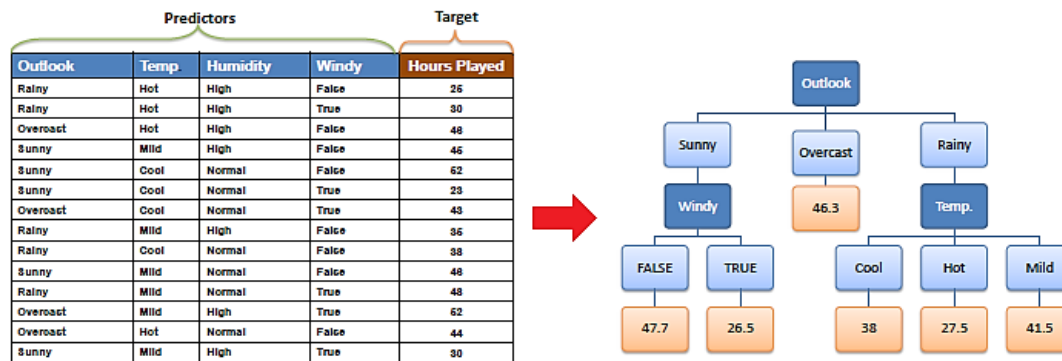 Predictors Target
Outlook Temp Humidity Windy Hours Played
Rainy Hot High False 25
Rainy Hot High True 30
Overcast Hot High False 46
Sunny Mild High False 45
Sunny Cool Normal False 52
Sunny Cool Normal True 23
Overcast Cool Normal True 43
Rainy Mild High False 35
Rainy Cool Normal False 38
Sunny Mild Normal False 46
Rainy Mild Normal True 48
Overcast Mild High True 52
Overcast Hot Normal False 44
Sunny Mild High True 30
Outlook
Sunny Overcast Rainy
Windy 46.3 Temp.
FALSE TRUE Cool Hot Mild
47.7 26.5 38 27.5 41.5